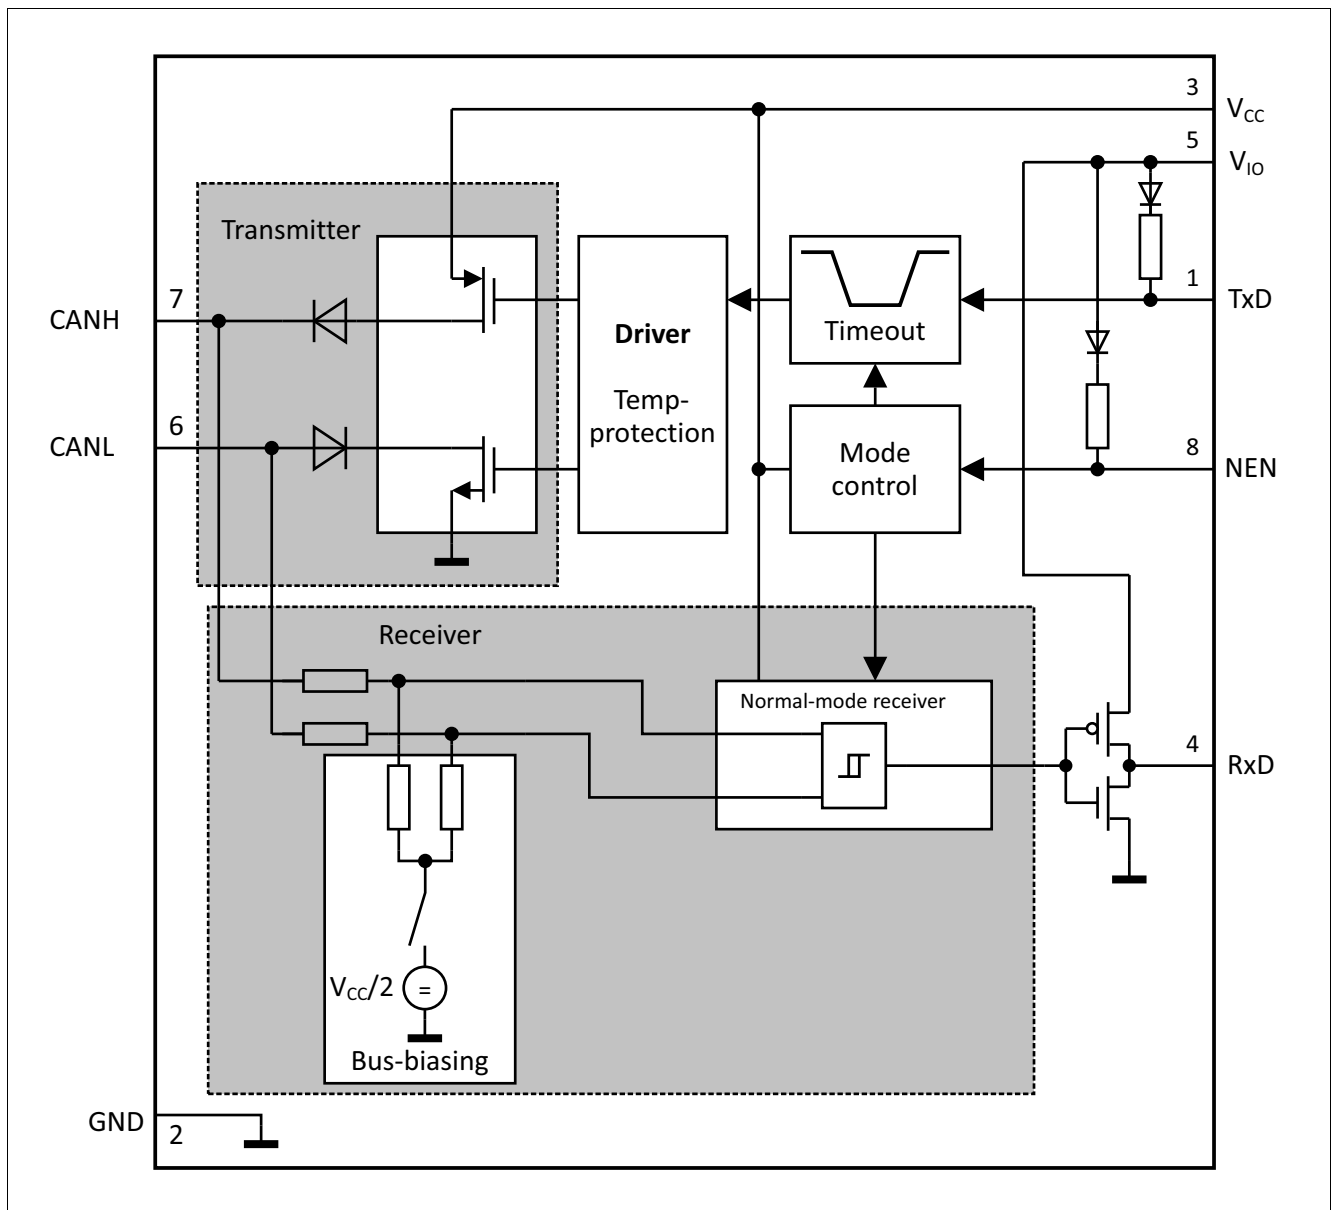 3
VCC
5
VIO
Transmitter
7
CANH
Driver
Timeout
1
TxD
Temp-
protection
6
CANL
Mode
control
8
NEN
Receiver
Normal-mode receiver
4
RxD
VCC/2
=
Bus-biasing
GND
2